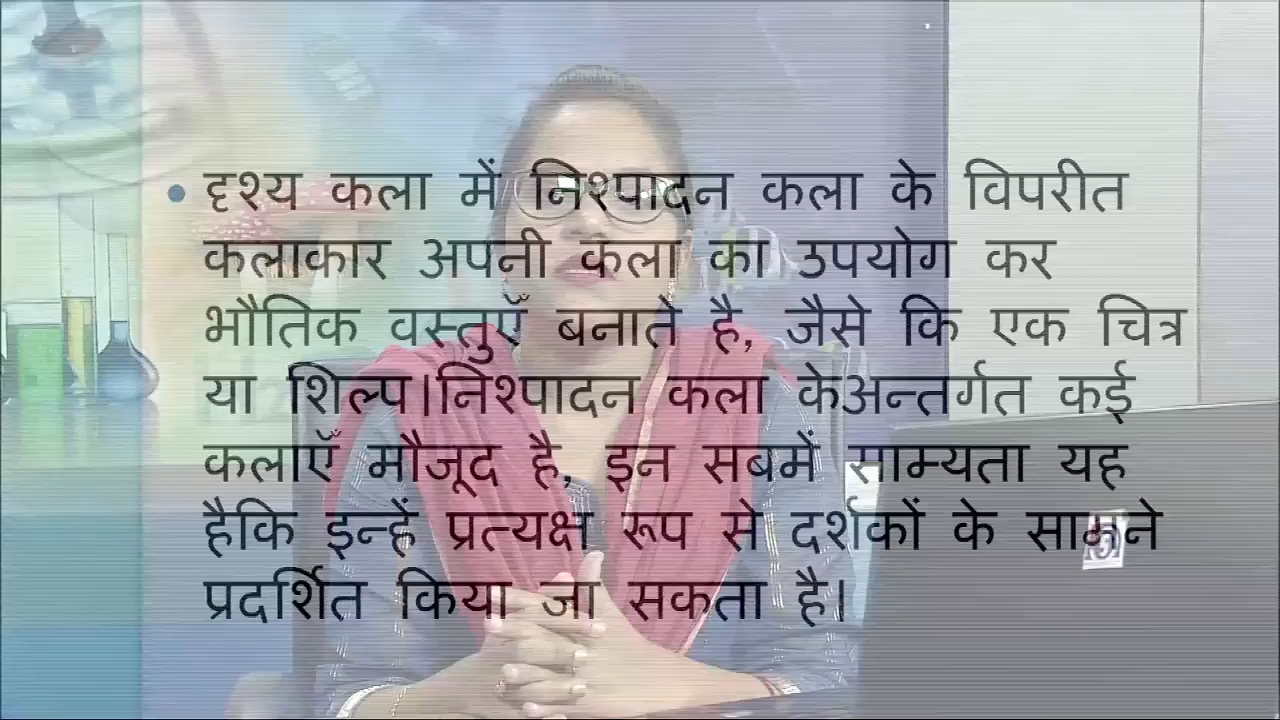 • दृश्य कला में निश्पादन कला के विपरीत
कलाकार अपनी कला का उपयोग कर
भौतिक वस्तुएँ बनाते है, जैसे कि एक चित्र
या शिल्प।निश्पादन कला केअन्तर्गत कई
कलाएँ मौजूद है, इन सबमें साम्यता यह
हैकि इन्हें प्रत्यक्ष रूप से दर्शकों के सामने
प्रदर्शित किया जा सकता है।